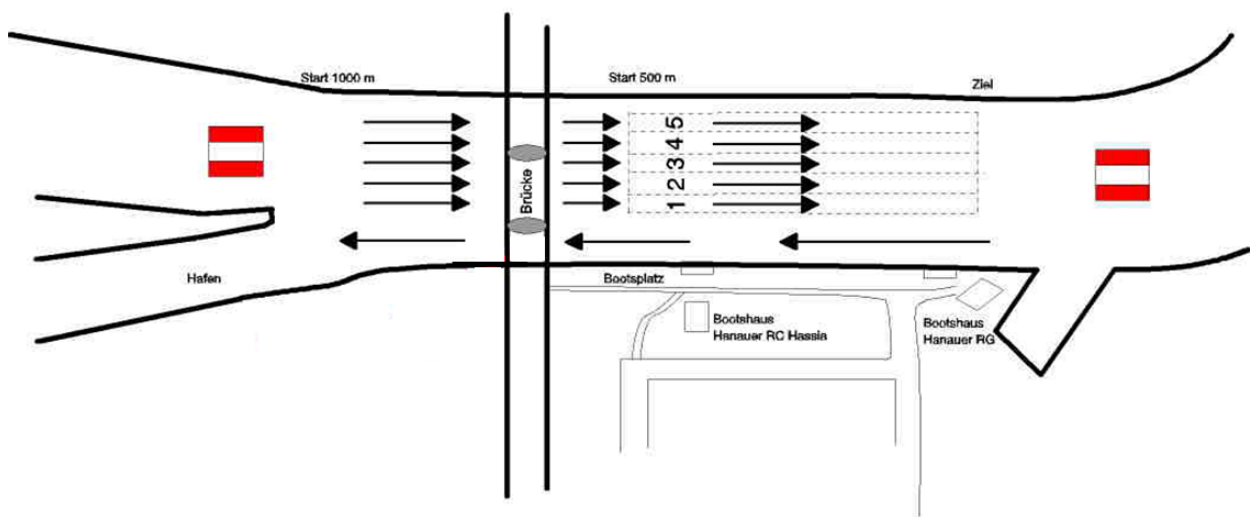 Start 1000 m
Start 500 m
Ziel
5
4
3
2
1
Brücke
Hafen
Bootsplatz
Bootshaus
Hanauer RC Hassia
Bootshaus
Hanauer RG